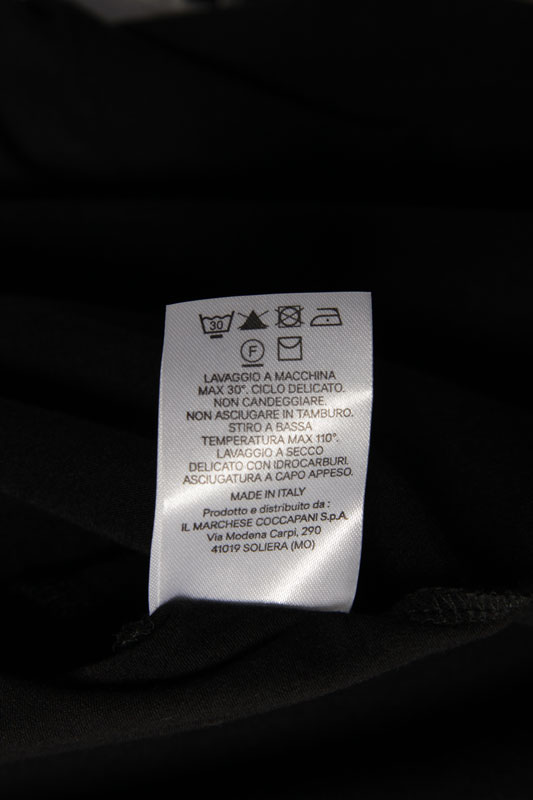 30
F
LAVAGGIO A MACCHINA
MAX 30°. CICLO DELICATO.
NON CANDEGGIARE.
NON ASCIUGARE IN TAMBURO.
STIRO A BASSA
TEMPERATURA MAX 110°.
LAVAGGIO A SECCO
DELICATO CON IDROCARBURI.
ASCIUGATURA A CAPO APPESO.
MADE IN ITALY
Prodotto e distribuito da :
IL MARCHESE COCCAPANI S.p.A.
Via Modena Carpi, 290
41019 SOLIERA (MO)